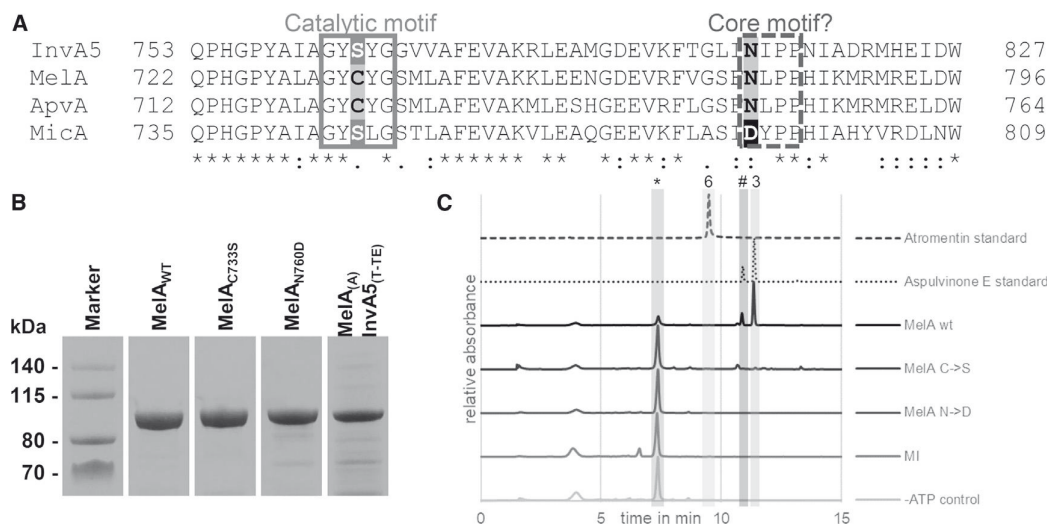 A
Catalytic motif
Core motif?
InvA5 753 QPHGPYAIAGYSYGGVVAFEVAKRLEAMGDEVKFTGLINIPPNIADRMHEIDW 827
MelA 722 QPHGPYALAGYCYGSMLAFEVAKKLEENGDEVRFVGSFNLPPHIKMRMRELDW 796
ApvA 712 QPHGPYALAGYCYGSMLAFEVAKMLESHGEEVRFLGSFNLPPHIKMRMRELDW 764
MicA 735 QPHGPYAIAGYSLGSTLAFEVAKVLEAQGEEVKFLASIDYPPHIAHYVRDLNW 809
B
Marker
MelAWT
MelAC733S
MelAN760D
MelA(A)
InvA5(T-TE)
kDa
140 -
115 -
80 -
70 -
C
* 6 # 3
Atromentin standard
Aspulvinone E standard
MelA wt
MelA C->S
MelA N->D
MI
-ATP control
relative absorbance
0 5 10 15
time in min